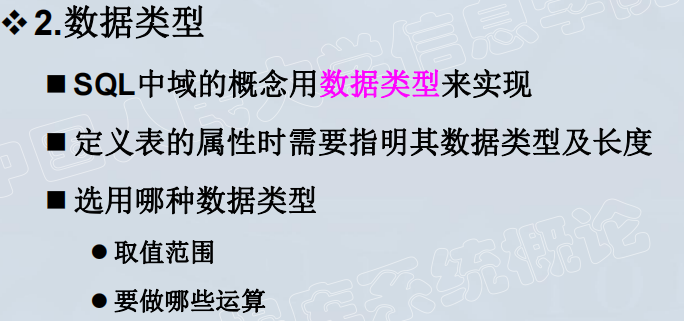 ❖ 2.数据类型
■ SQL中域的概念用数据类型来实现
■ 定义表的属性时需要指明其数据类型及长度
■ 选用哪种数据类型
● 取值范围
● 要做哪些运算